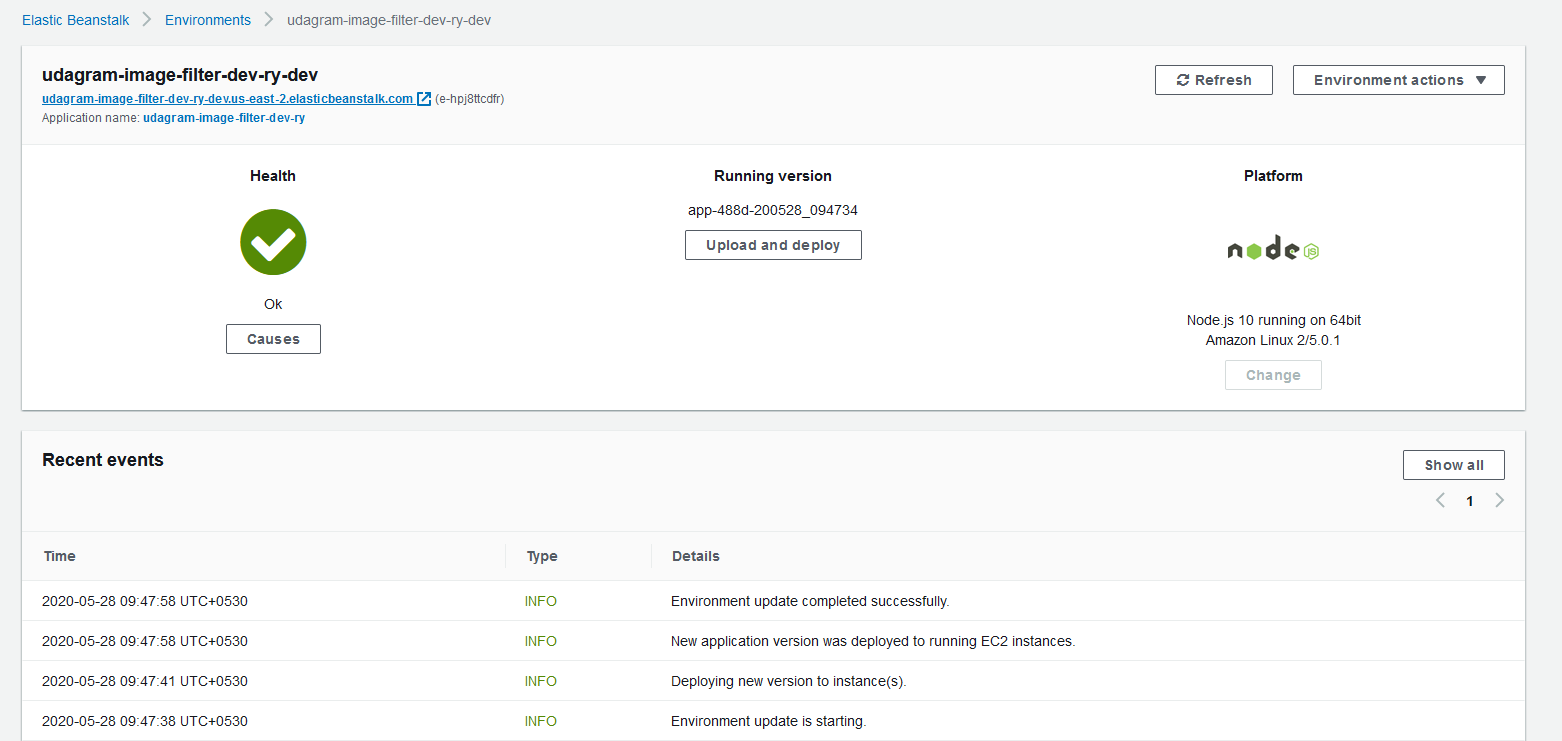 Elastic Beanstalk > Environments > udagram-image-filter-dev-ry-dev
udagram-image-filter-dev-ry-dev
Refresh
Environment actions
udagram-image-filter-dev-ry-dev.us-east-2.elasticbeanstalk.com (e-hpj8ttcdfr)
Application name: udagram-image-filter-dev-ry
Health
Ok
Causes
Running version
app-488d-200528_094734
Upload and deploy
Platform
node JS
Node.js 10 running on 64bit
Amazon Linux 2/5.0.1
Change
Recent events
Show all
1
Time Type Details
2020-05-28 09:47:58 UTC+0530 INFO Environment update completed successfully.
2020-05-28 09:47:58 UTC+0530 INFO New application version was deployed to running EC2 instances.
2020-05-28 09:47:41 UTC+0530 INFO Deploying new version to instance(s).
2020-05-28 09:47:38 UTC+0530 INFO Environment update is starting.